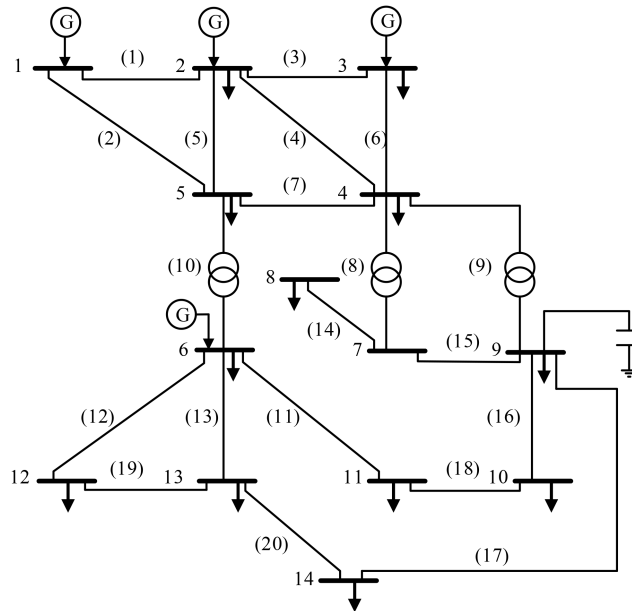 G G G
1 (1) 2 (3) 3
(2) (5) (4) (6)
5 (7) 4
(10) 8 (8) (9)
G (14)
6 7 (15) 9
(12) (13) (11) (16)
12 (19) 13 11 (18) 10
(20) (17)
14